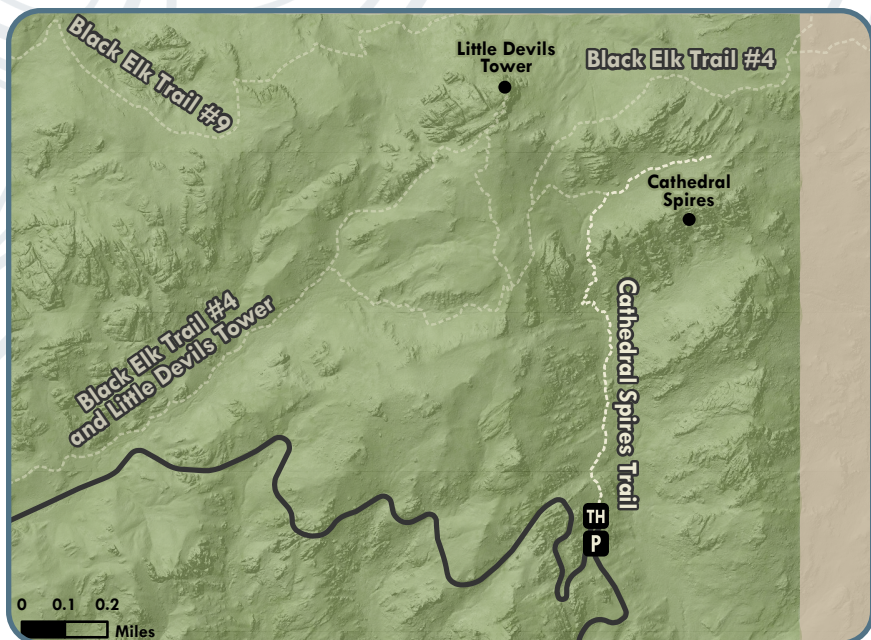 Black Elk Trail #9
Little Devils
Tower
Black Elk Trail #4
Cathedral
Spires
Black Elk Trail #4
and Little Devils Tower
Cathedral Spires Trail
TH
P
0 0.1 0.2
Miles